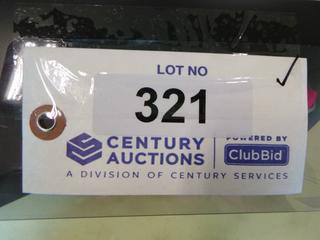 LOT NO
321
CENTURY
AUCTIONS
POWERED BY
ClubBid
A DIVISION OF CENTURY SERVICES